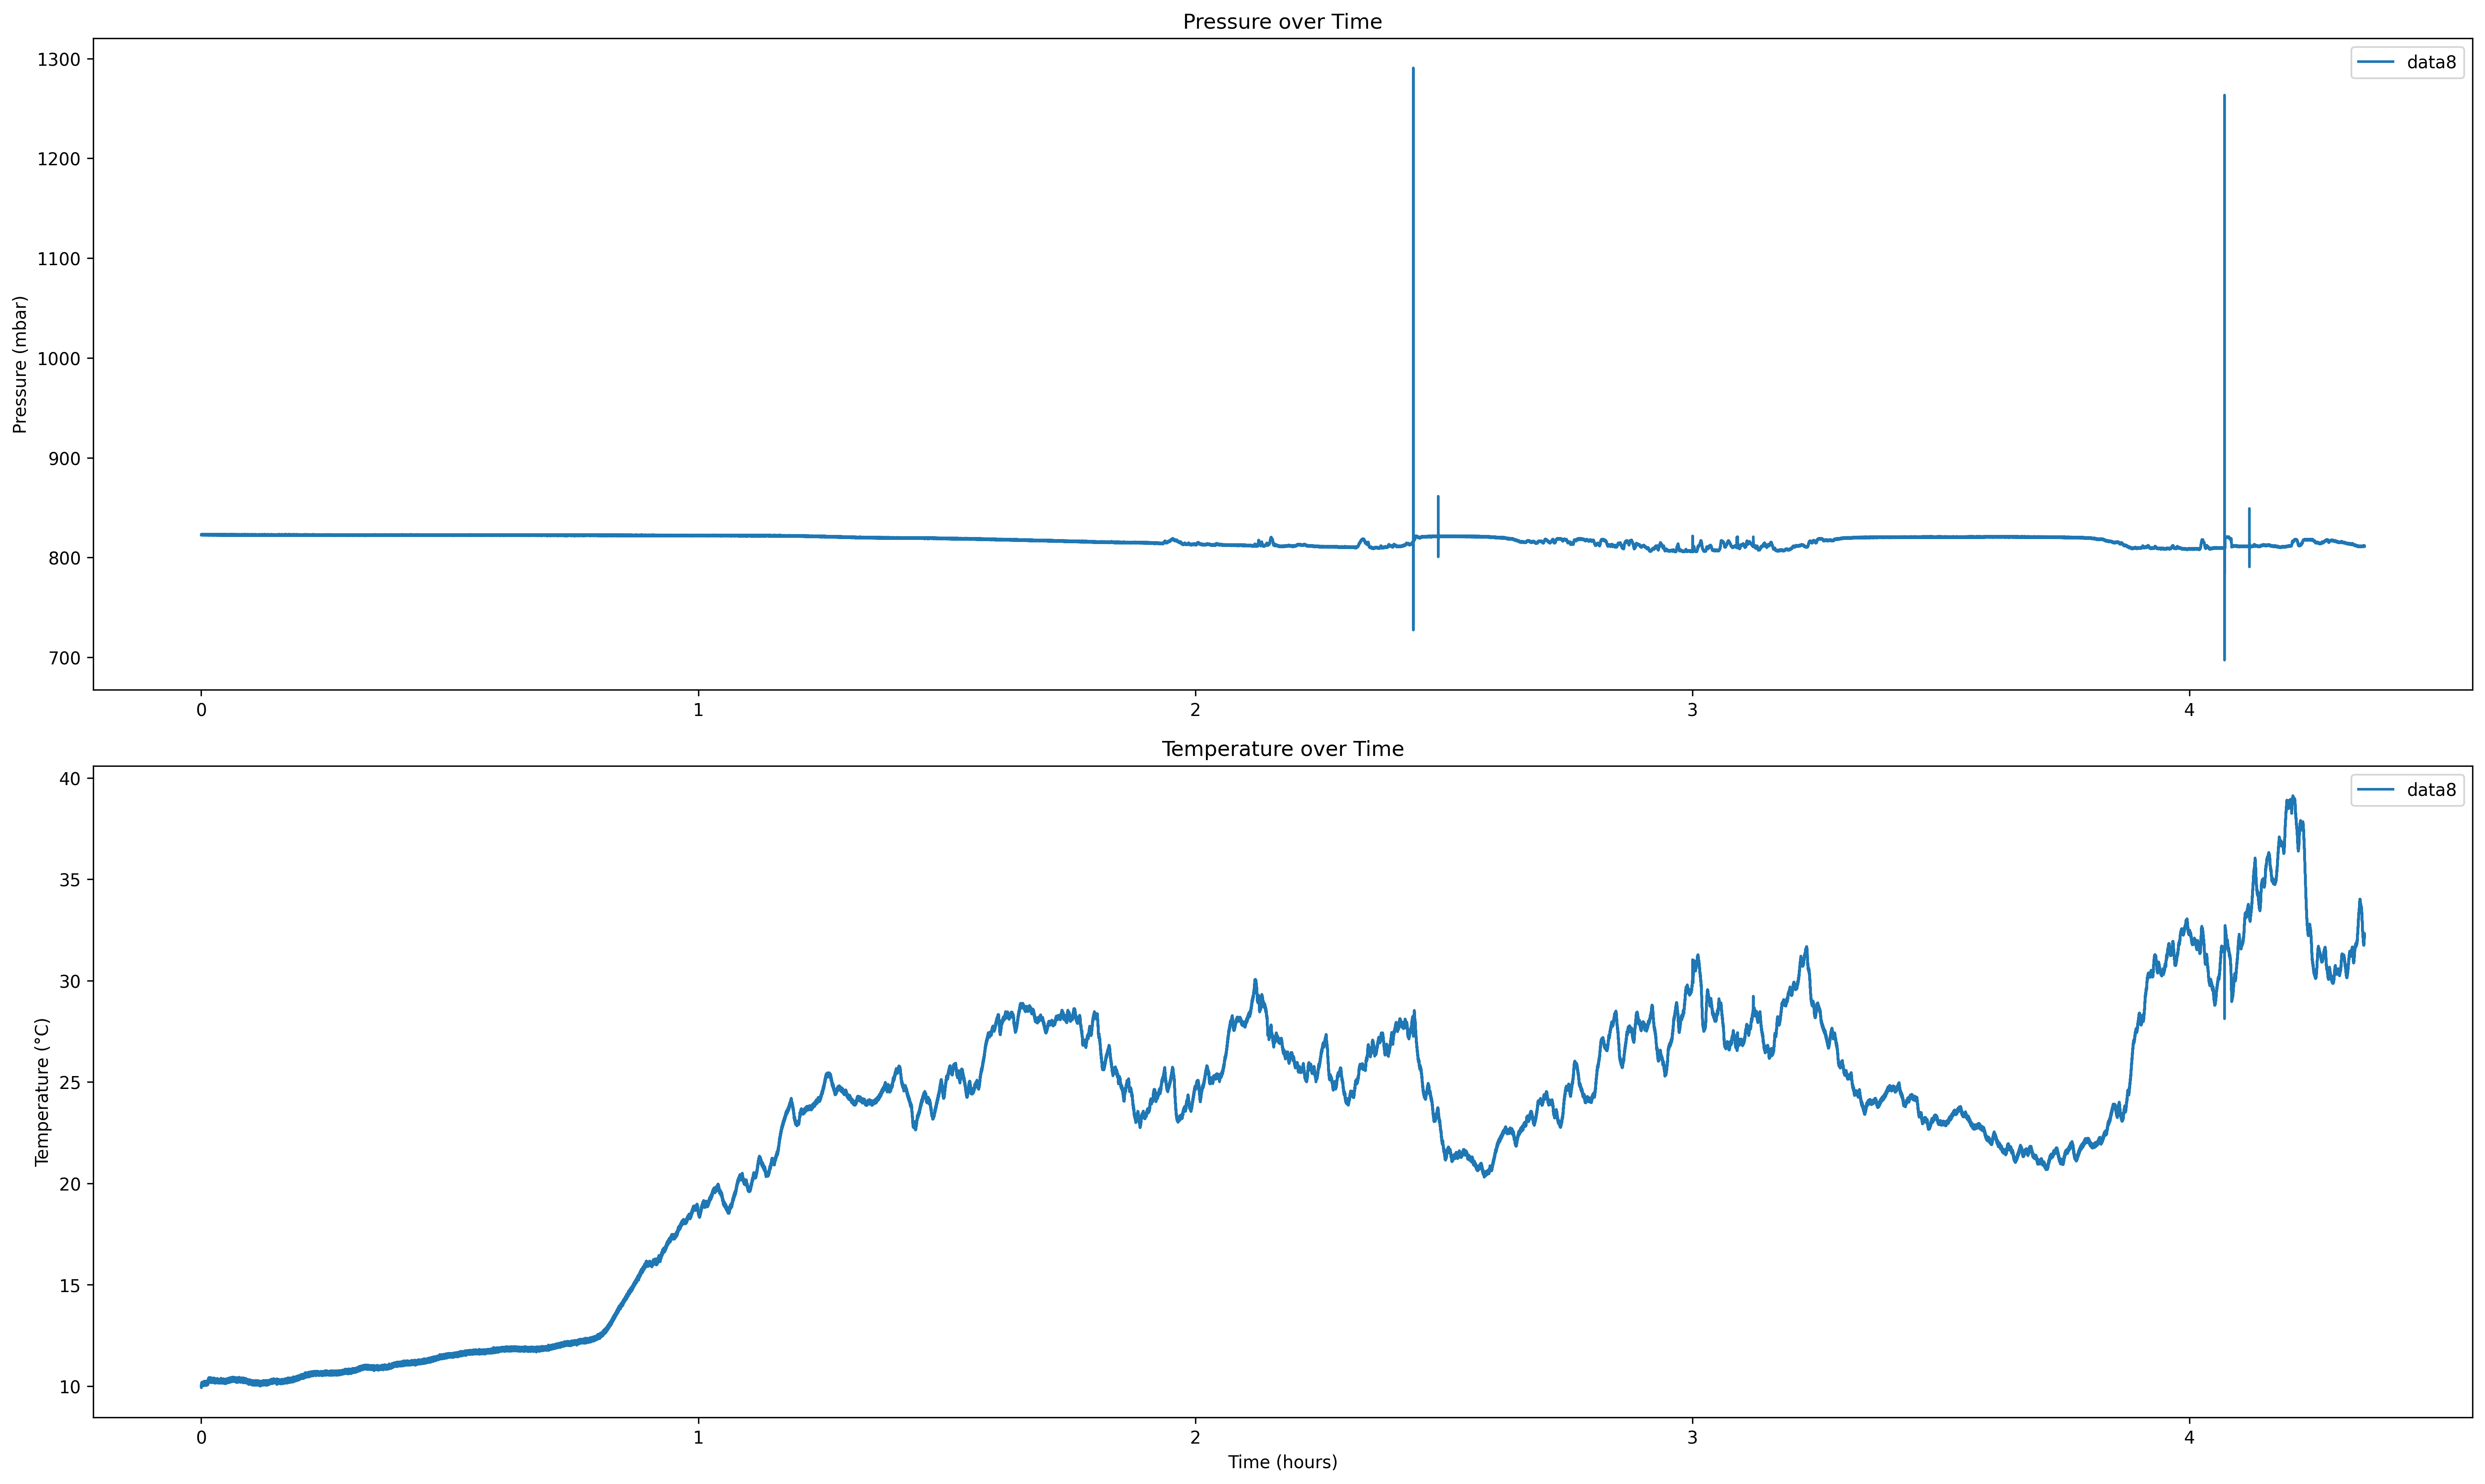 Pressure over Time
1300
1200
1100
1000
900
800
700
Pressure (mbar)
data8
0 1 2 3 4
Temperature over Time
40
35
30
25
20
15
10
Temperature (°C)
data8
0 1 2 3 4
Time (hours)